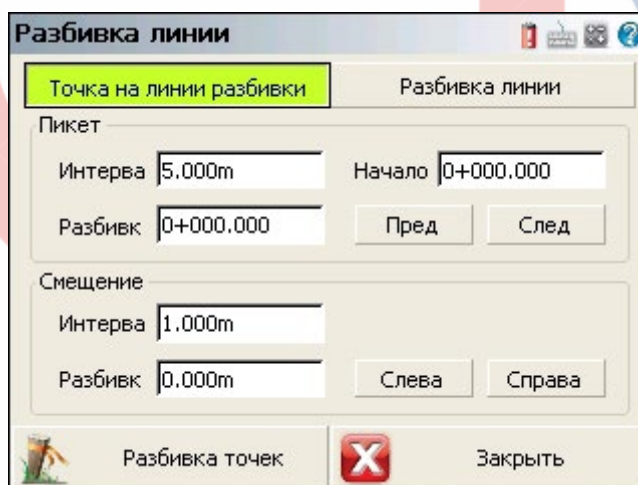 Разбивка линии
Точка на линии разбивки Разбивка линии
Пикет
Интерва 5.000m Начало 0+000.000
Разбивк 0+000.000 Пред След
Смещение
Интерва 1.000m
Разбивк 0.000m Слева Справа
Разбивка точек Закрыть